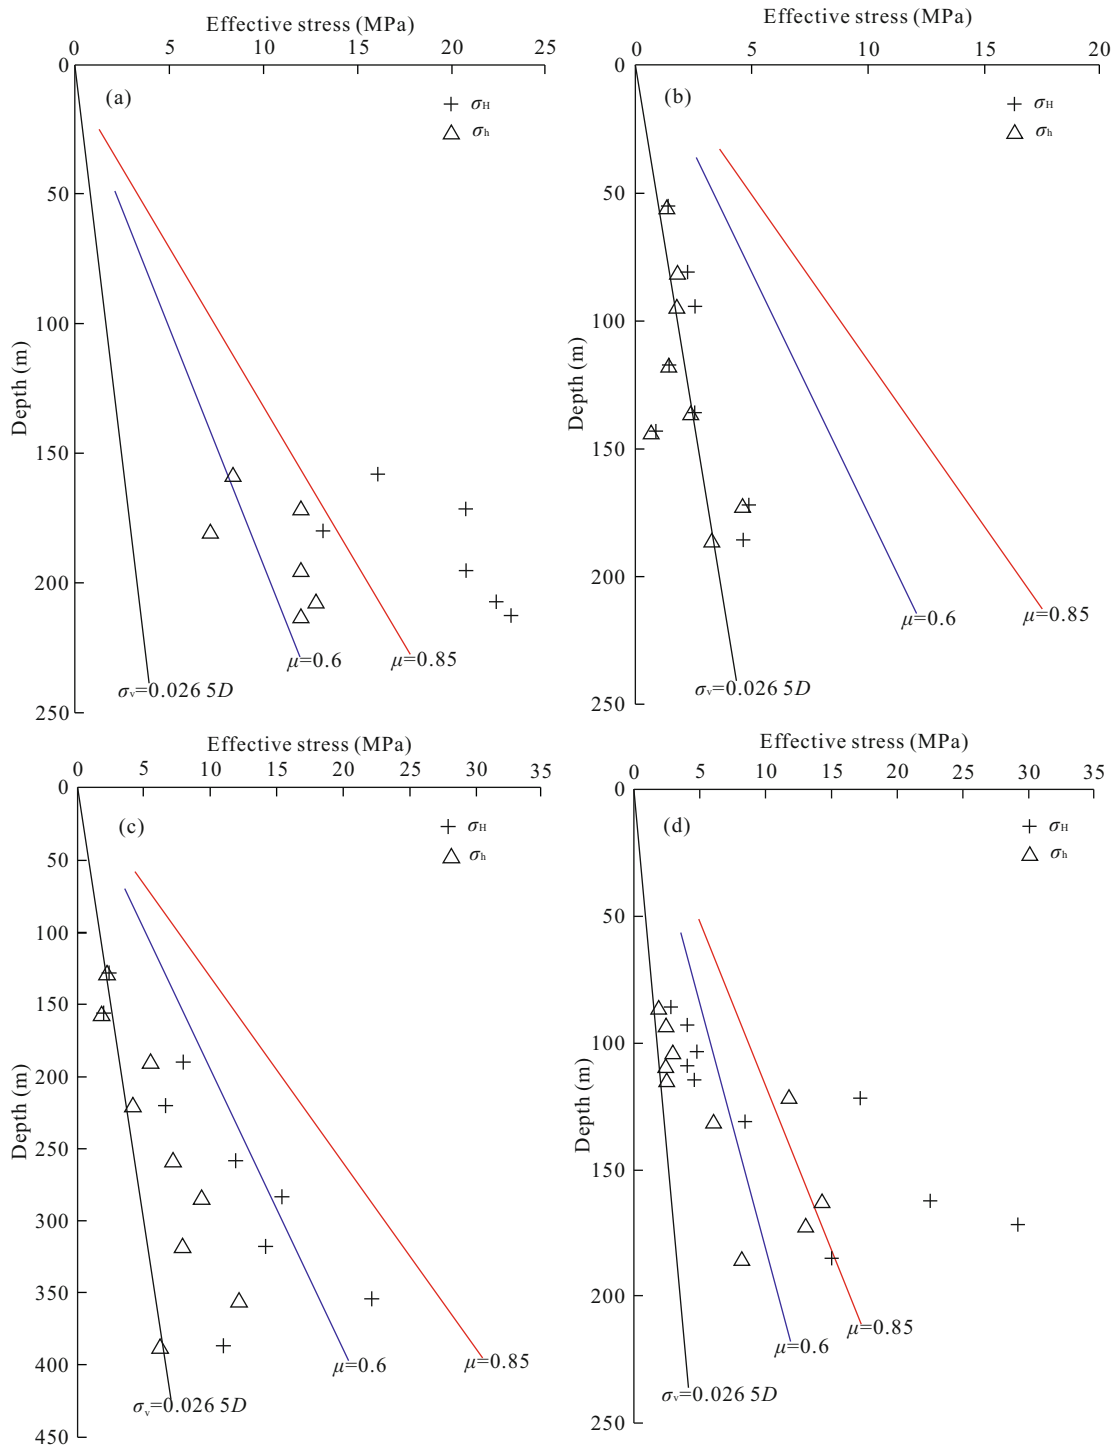 Effective stress (MPa)
0 5 10 15 20 25
(a)
σH
σh
Depth (m)
0
50
100
150
200
250
μ=0.6
μ=0.85
σv=0.026 5D
Effective stress (MPa)
0 5 10 15 20
(b)
σH
σh
Depth (m)
0
50
100
150
200
250
μ=0.6
μ=0.85
σv=0.026 5D
Effective stress (MPa)
0 5 10 15 20 25 30 35
(c)
σH
σh
Depth (m)
0
50
100
150
200
250
300
350
400
450
μ=0.6
μ=0.85
σv=0.026 5D
Effective stress (MPa)
0 5 10 15 20 25 30 35
(d)
σH
σh
Depth (m)
0
50
100
150
200
250
μ=0.85
μ=0.6
σv=0.026 5D